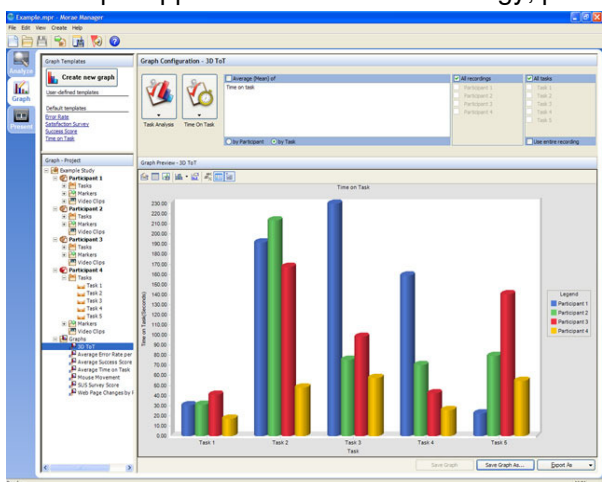 Example.mpr - Morae Manager
File Edit View Create Help
Analyze
Graph
Present
Graph Templates
Create new graph
User-defined templates
Default templates
Error Rate
Satisfaction Survey
Success Score
Time on Task
Graph Configuration - 3D ToT
Task Analysis
Time On Task
Average (Mean) of
Time on task
by Participant by Task
All recordings
Participant 1
Participant 2
Participant 3
Participant 4
All tasks
Task 1
Task 2
Task 3
Task 4
Task 5
Use entire recording
Graph - Project
Example Study
Participant 1
Tasks
Markers
Video Clips
Participant 2
Tasks
Markers
Video Clips
Participant 3
Tasks
Markers
Video Clips
Participant 4
Tasks
Task 1
Task 2
Task 3
Task 4
Task 5
Markers
Video Clips
Graphs
3D ToT
Average Error Rate per
Average Success Score
Average Time on Task
Mouse Movement
SUS Survey Score
Web Page Changes by
Graph Preview - 3D ToT
Time on Task
Time on Task(Seconds)
230.00
220.00
210.00
200.00
190.00
180.00
170.00
160.00
150.00
140.00
130.00
120.00
110.00
100.00
90.00
80.00
70.00
60.00
50.00
40.00
30.00
20.00
10.00
0.00
Task 1 Task 2 Task 3 Task 4 Task 5
Task
Legend
Participant 1
Participant 2
Participant 3
Participant 4
Save Graph Save Graph As... Export As